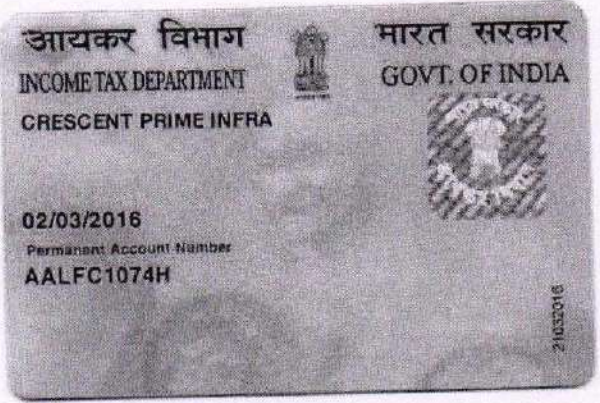 आयकर विभाग
INCOME TAX DEPARTMENT
भारत सरकार
GOVT. OF INDIA
CRESCENT PRIME INFRA
02/03/2016
Permanent Account Number
AALFC1074H
21032016